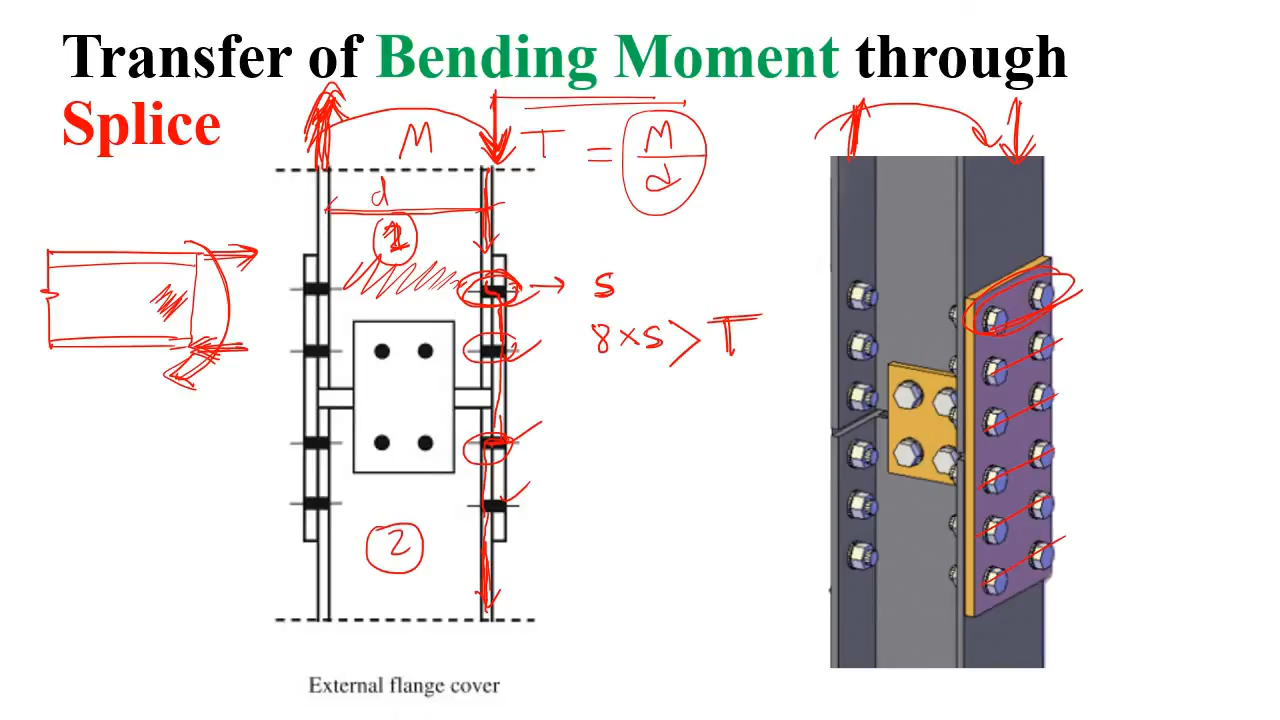 Transfer of Bending Moment through
Splice
M
T = M/d
d
1
S
8×S > T
2
External flange cover